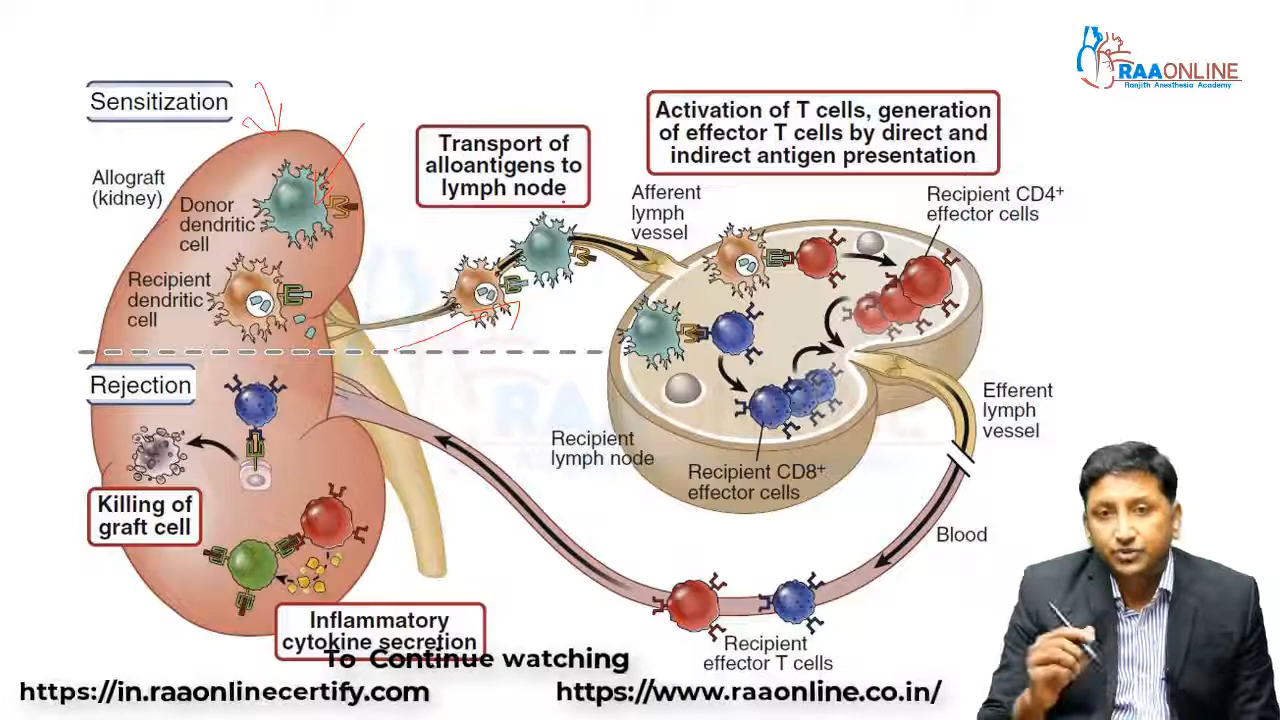 RAAONLINE
Ranjith Anesthesia Academy
Sensitization
Allograft
(kidney)
Donor
dendritic
cell
Recipient
dendritic
cell
Transport of
alloantigens to
lymph node
Activation of T cells, generation
of effector T cells by direct and
indirect antigen presentation
Afferent
lymph
vessel
Recipient CD4+
effector cells
Rejection
Killing of
graft cell
Inflammatory
cytokine secretion
Recipient
lymph node
Recipient CD8+
effector cells
Efferent
lymph
vessel
Blood
Recipient
effector T cells
RAAONLINE
To Continue watching
https://in.raaonlinecertify.com
https://www.raaonline.co.in/